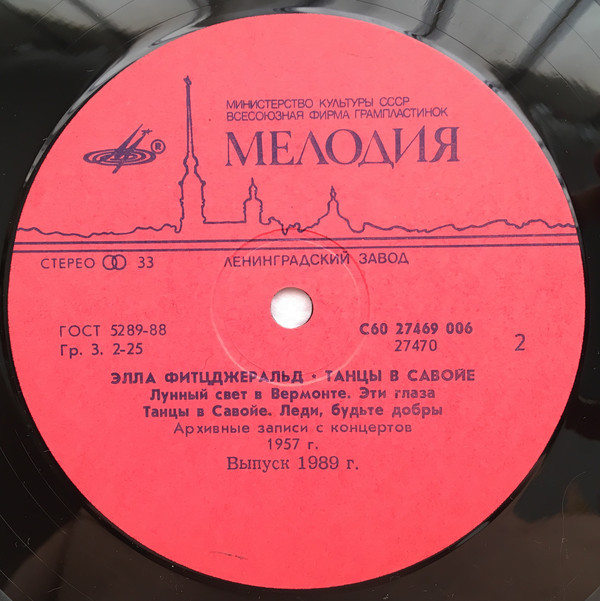 МИНИСТЕРСТВО КУЛЬТУРЫ СССР
ВСЕСОЮЗНАЯ ФИРМА ГРАМПЛАСТИНОК
МЕЛОДИЯ
®
СТЕРЕО 33
ЛЕНИНГРАДСКИЙ ЗАВОД
ГОСТ 5289-88
С60 27469 006
Гр. 3. 2-25
27470
2
ЭЛЛА ФИТЦДЖЕРАЛЬД • ТАНЦЫ В САВОЙЕ
Лунный свет в Вермонте. Эти глаза
Танцы в Савойе. Леди, будьте добры
Архивные записи с концертов
1957 г.
Выпуск 1989 г.